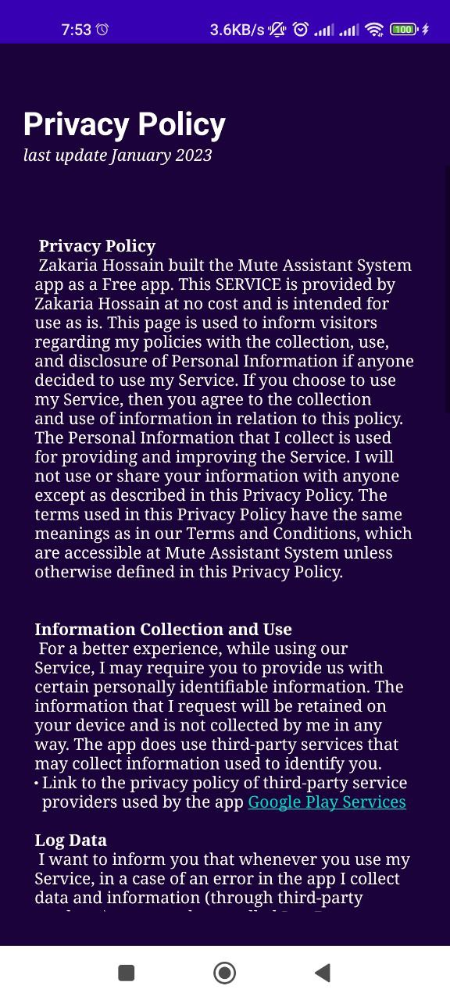 7:53
3.6KB/s
100
Privacy Policy
last update January 2023
Privacy Policy
Zakaria Hossain built the Mute Assistant System
app as a Free app. This SERVICE is provided by
Zakaria Hossain at no cost and is intended for
use as is. This page is used to inform visitors
regarding my policies with the collection, use,
and disclosure of Personal Information if anyone
decided to use my Service. If you choose to use
my Service, then you agree to the collection
and use of information in relation to this policy.
The Personal Information that I collect is used
for providing and improving the Service. I will
not use or share your information with anyone
except as described in this Privacy Policy. The
terms used in this Privacy Policy have the same
meanings as in our Terms and Conditions, which
are accessible at Mute Assistant System unless
otherwise defined in this Privacy Policy.
Information Collection and Use
For a better experience, while using our
Service, I may require you to provide us with
certain personally identifiable information. The
information that I request will be retained on
your device and is not collected by me in any
way. The app does use third-party services that
may collect information used to identify you.
• Link to the privacy policy of third-party service
providers used by the app Google Play Services
Log Data
I want to inform you that whenever you use my
Service, in a case of an error in the app I collect
data and information (through third-party